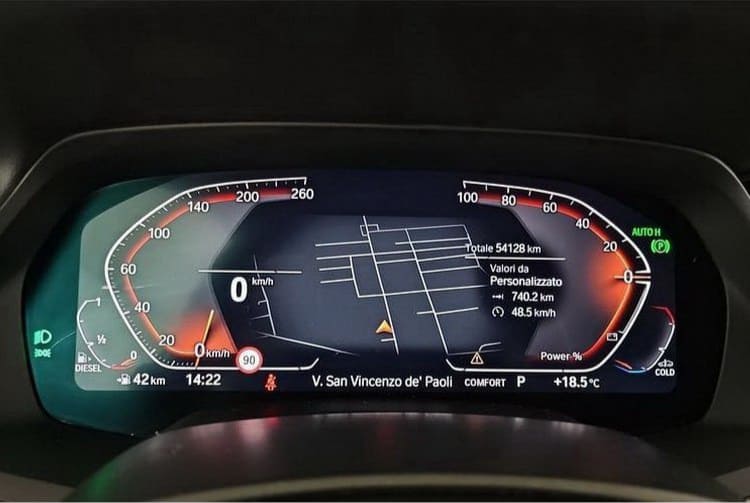 260
200
140
100
60
40
20
0 km/h
0 km/h
90
1
½
0
DIESEL
42 km
14:22
V. San Vincenzo de' Paoli
COMFORT P
+18.5°C
100
80
60
40
20
0
Power-%
AUTO H
(P)
COLD
Totale 54128 km
Valori da
Personalizzato
740.2 km
48.5 km/h